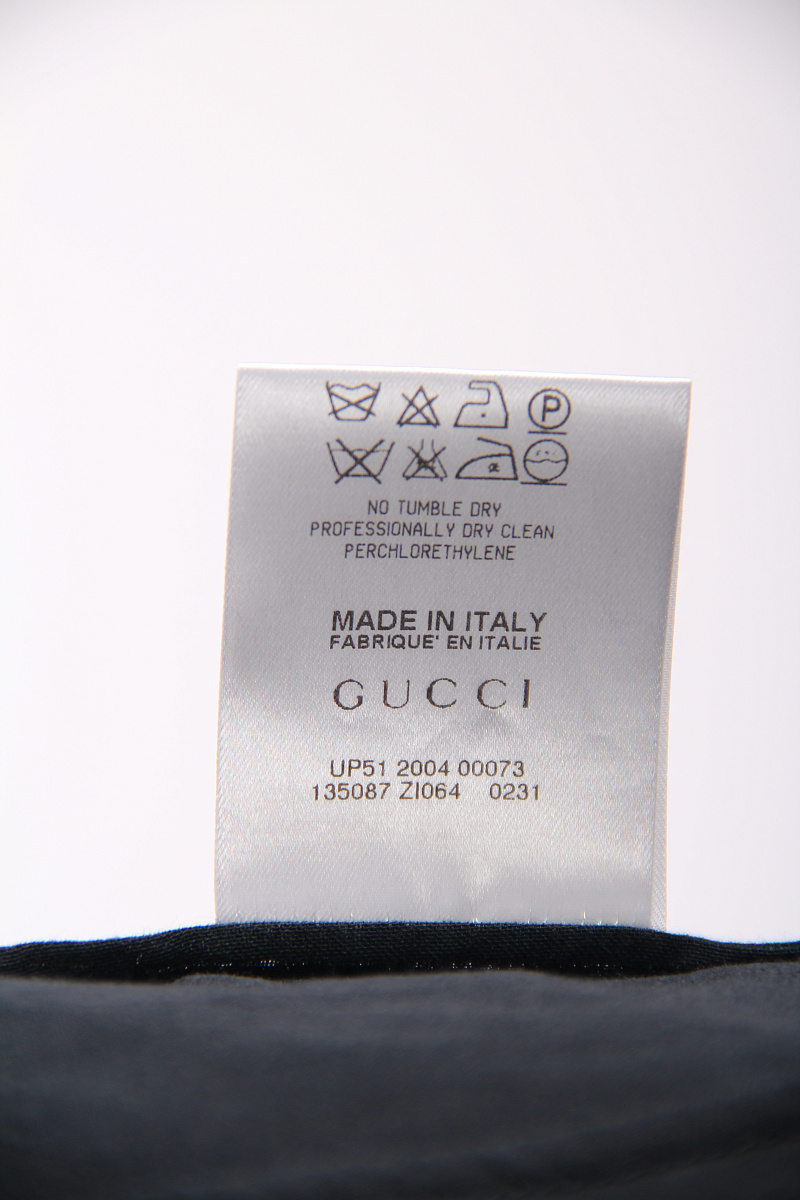 P
NO TUMBLE DRY
PROFESSIONALLY DRY CLEAN
PERCHLORETHYLENE
MADE IN ITALY
FABRIQUE' EN ITALIE
GUCCI
UP51 2004 00073
135087 ZI064 0231